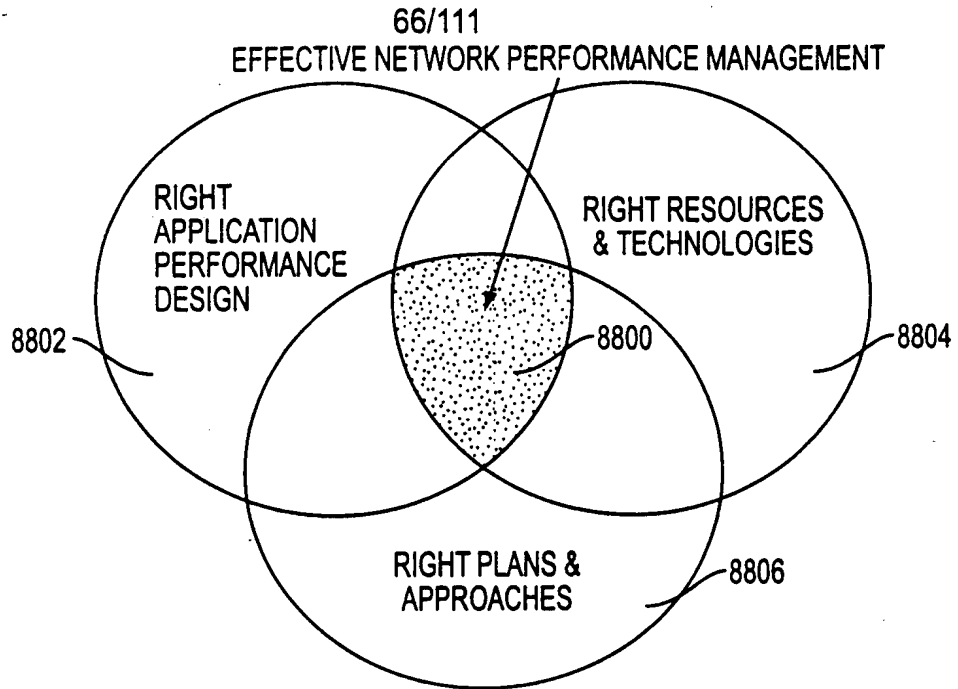 66/111
EFFECTIVE NETWORK PERFORMANCE MANAGEMENT
RIGHT
APPLICATION
PERFORMANCE
DESIGN
RIGHT RESOURCES
& TECHNOLOGIES
8802
8800
8804
RIGHT PLANS &
APPROACHES
8806